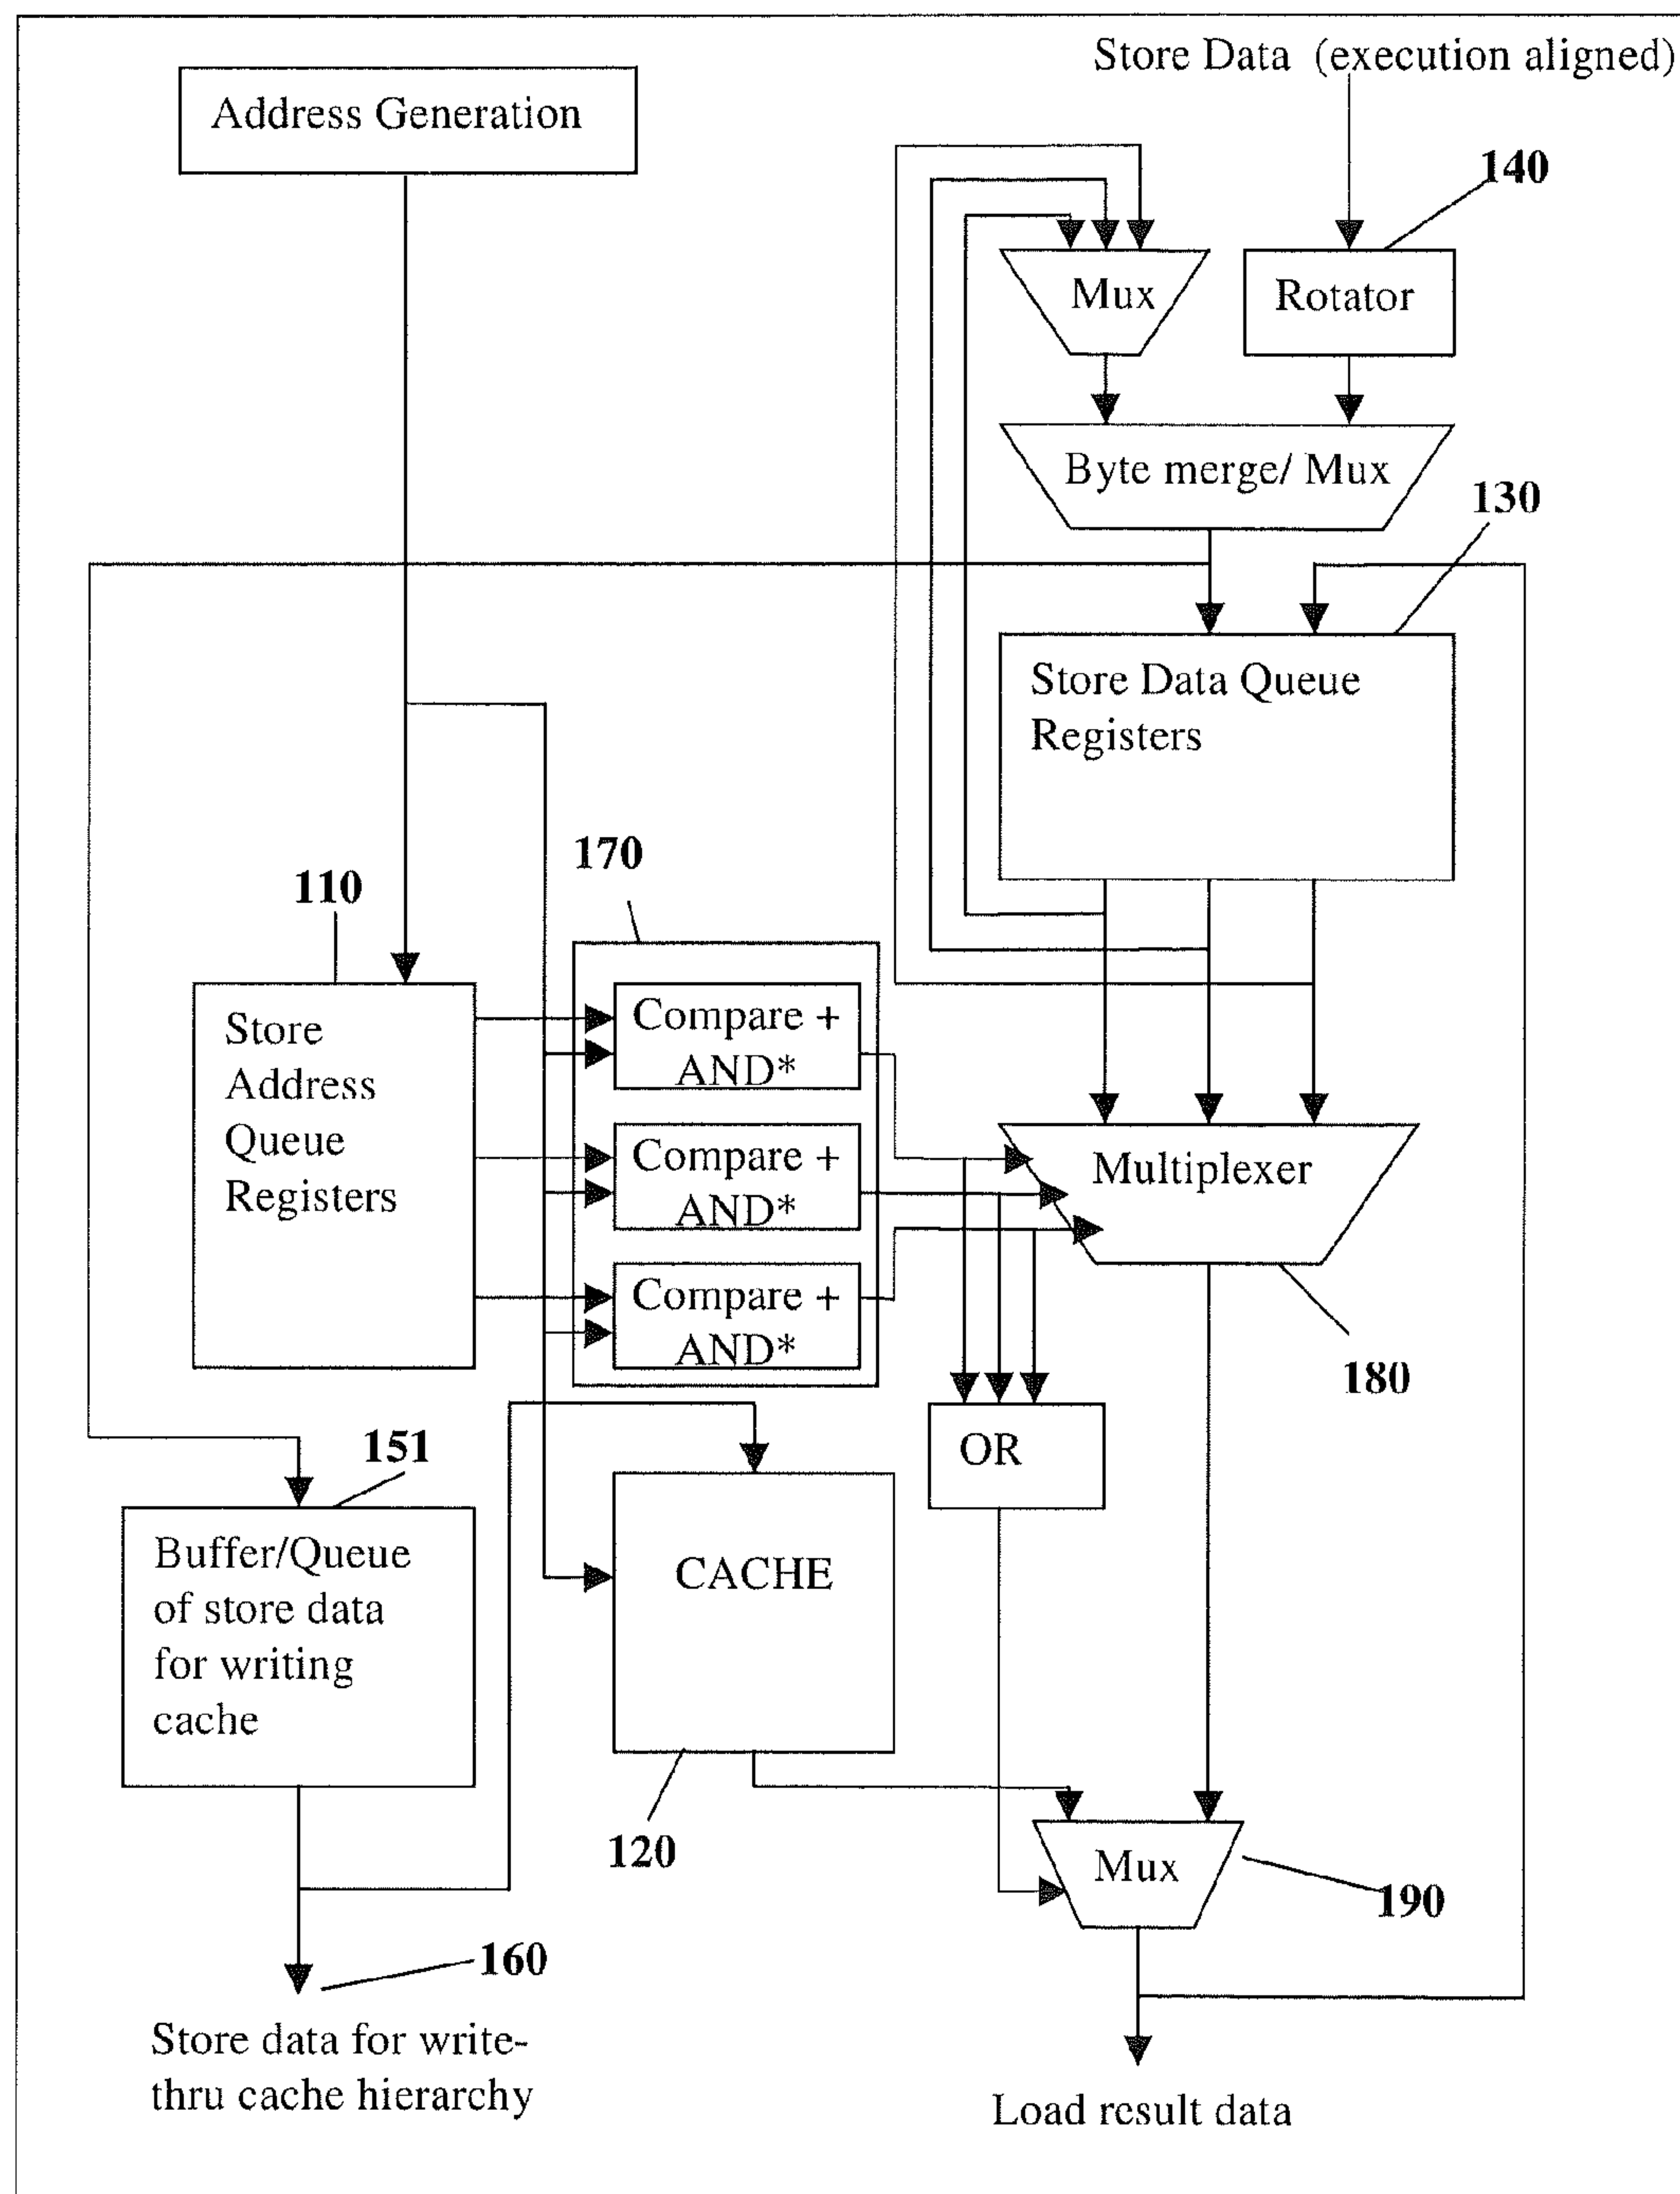 Store Data (execution aligned)
Address Generation
140
Mux
Rotator
Byte merge/ Mux
130
Store Data Queue
Registers
170
110
Compare +
AND*
Store
Address
Queue
Registers
Compare +
AND*
Multiplexer
Compare +
AND*
180
151
OR
Buffer/Queue
of store data
for writing
cache
CACHE
120
Mux
190
160
Store data for write-
thru cache hierarchy
Load result data